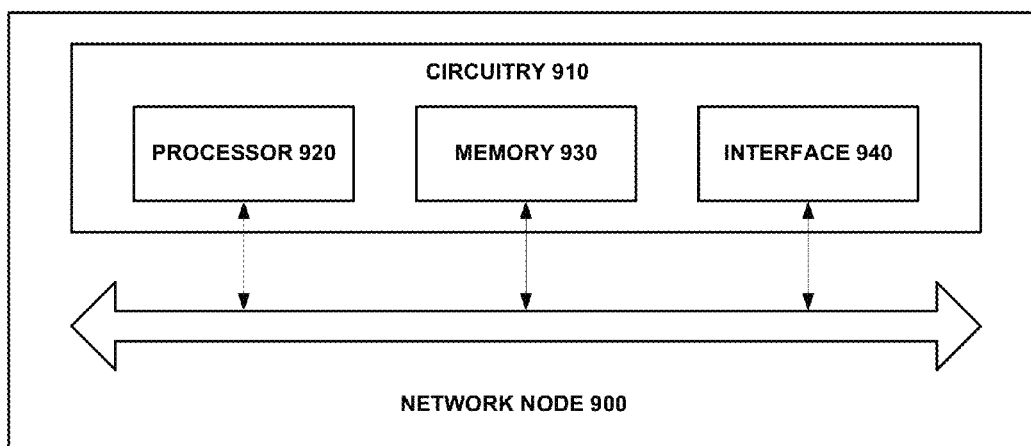 CIRCUITRY 910
PROCESSOR 920
MEMORY 930
INTERFACE 940
NETWORK NODE 900